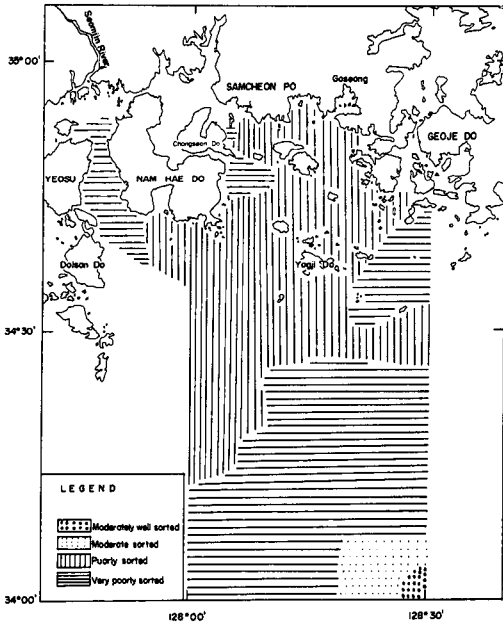 Seomjin River
35°00'
SAMCHEON PO
Goseong
Changseon Do
GEOJE DO
YEOSU
NAM HAE DO
Dolsan Do
Yogji Do
34°30'
LEGEND
Moderately well sorted
Moderate sorted
Poorly sorted
Very poorly sorted
34°00'
128°00'
128°30'